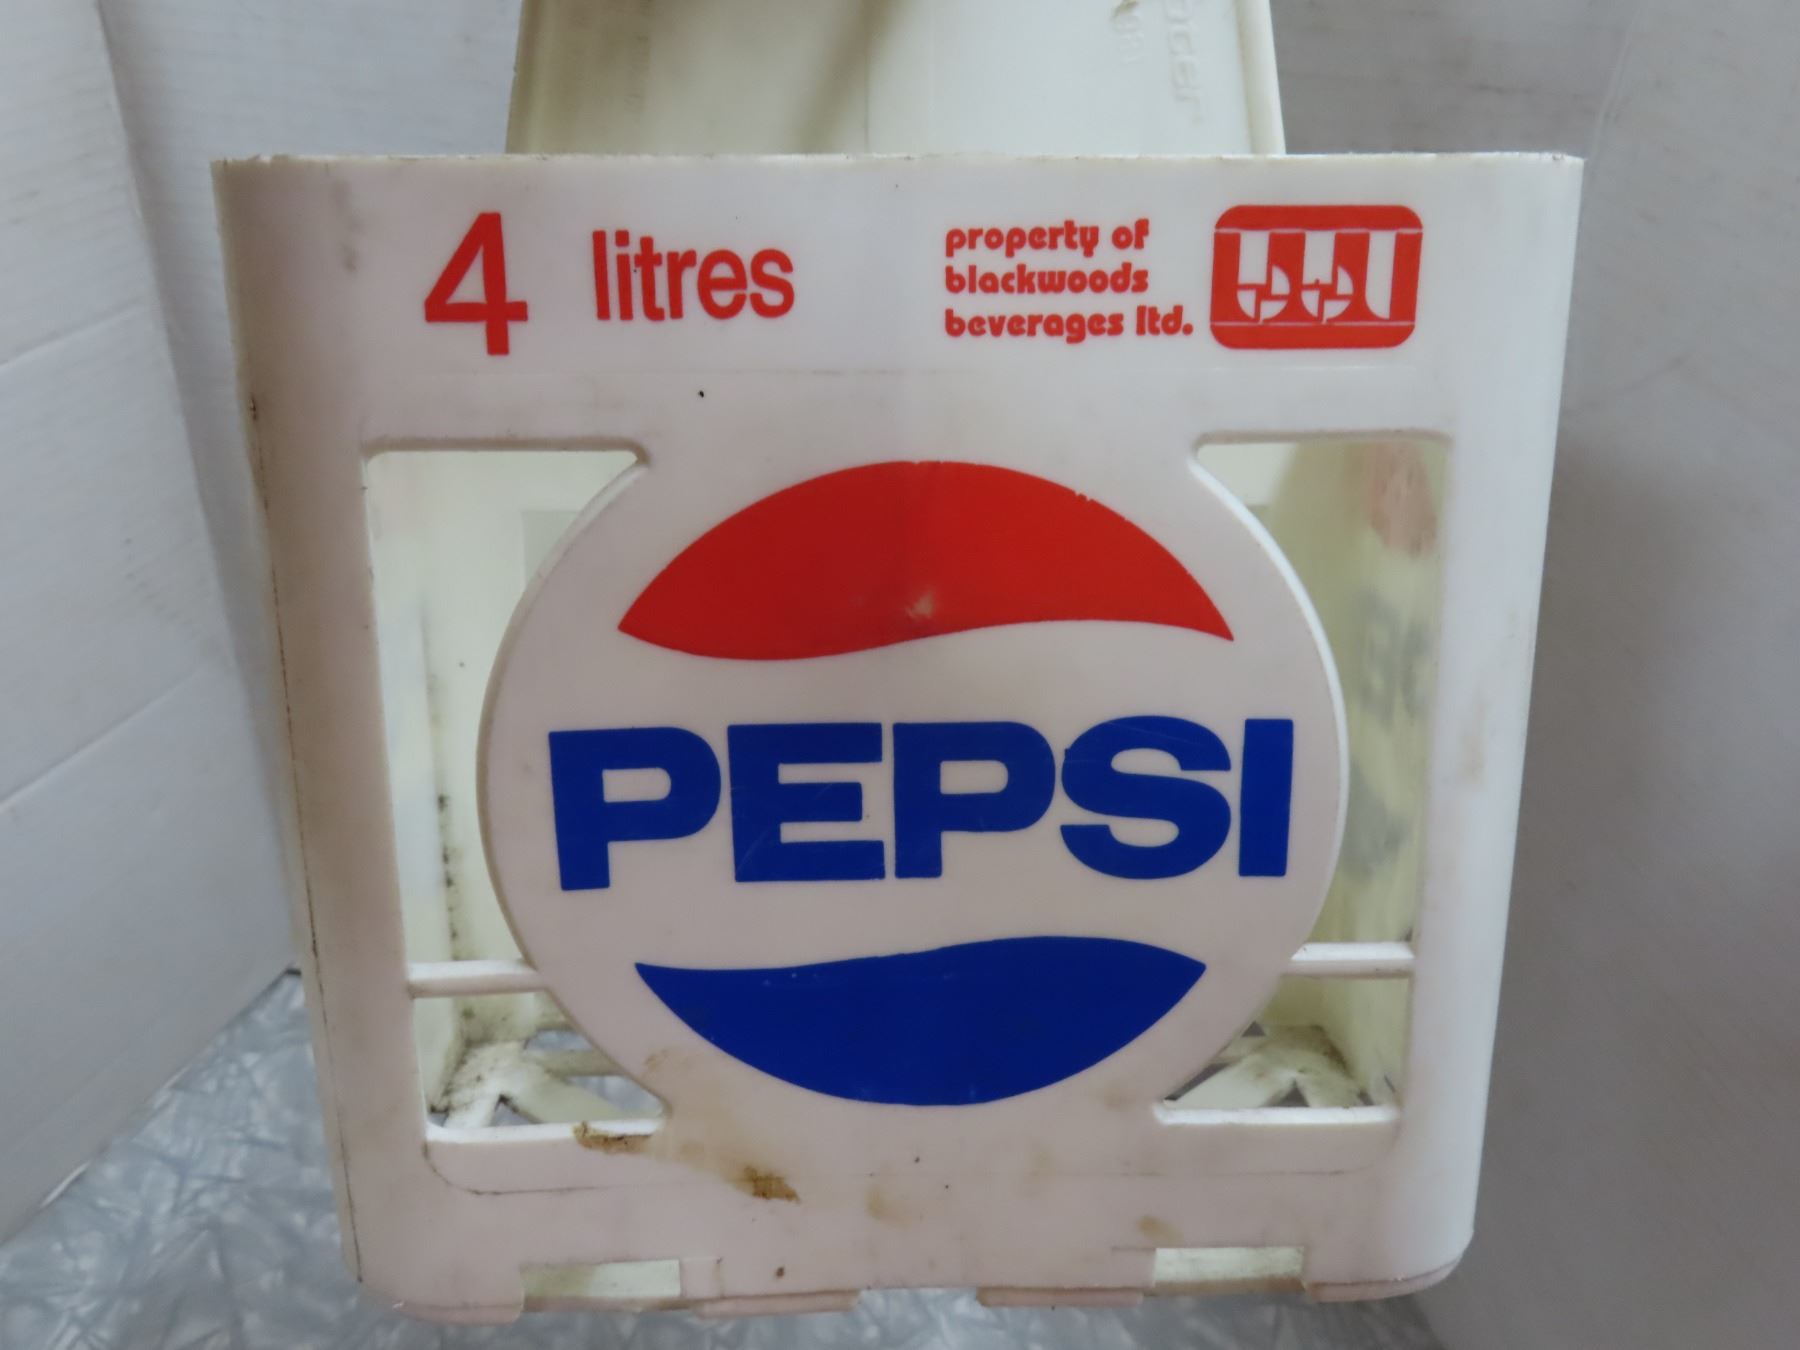 4 litres
property of
blackwoods
beverages ltd.
PEPSI